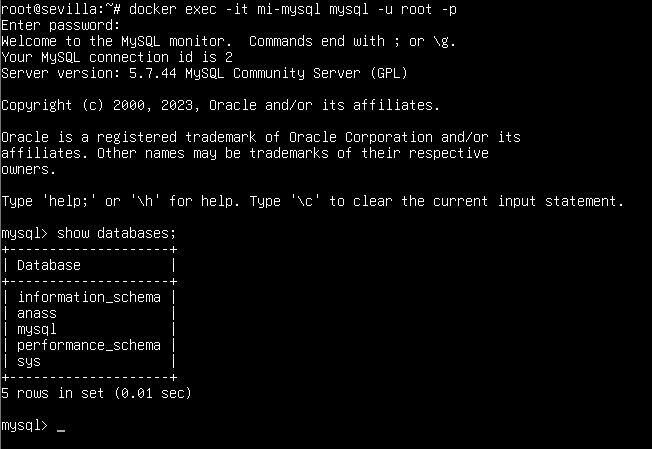 root@sevilla:~# docker exec -it mi-mysql mysql -u root -p
Enter password:
Welcome to the MySQL monitor.  Commands end with ; or \g.
Your MySQL connection id is 2
Server version: 5.7.44 MySQL Community Server (GPL)
Copyright (c) 2000, 2023, Oracle and/or its affiliates.
Oracle is a registered trademark of Oracle Corporation and/or its
affiliates. Other names may be trademarks of their respective
owners.
Type 'help;' or '\h' for help. Type '\c' to clear the current input statement.
mysql> show databases;
+--------------------+
| Database           |
+--------------------+
| information_schema |
| anass              |
| mysql              |
| performance_schema |
| sys                |
+--------------------+
5 rows in set (0.01 sec)
mysql> _